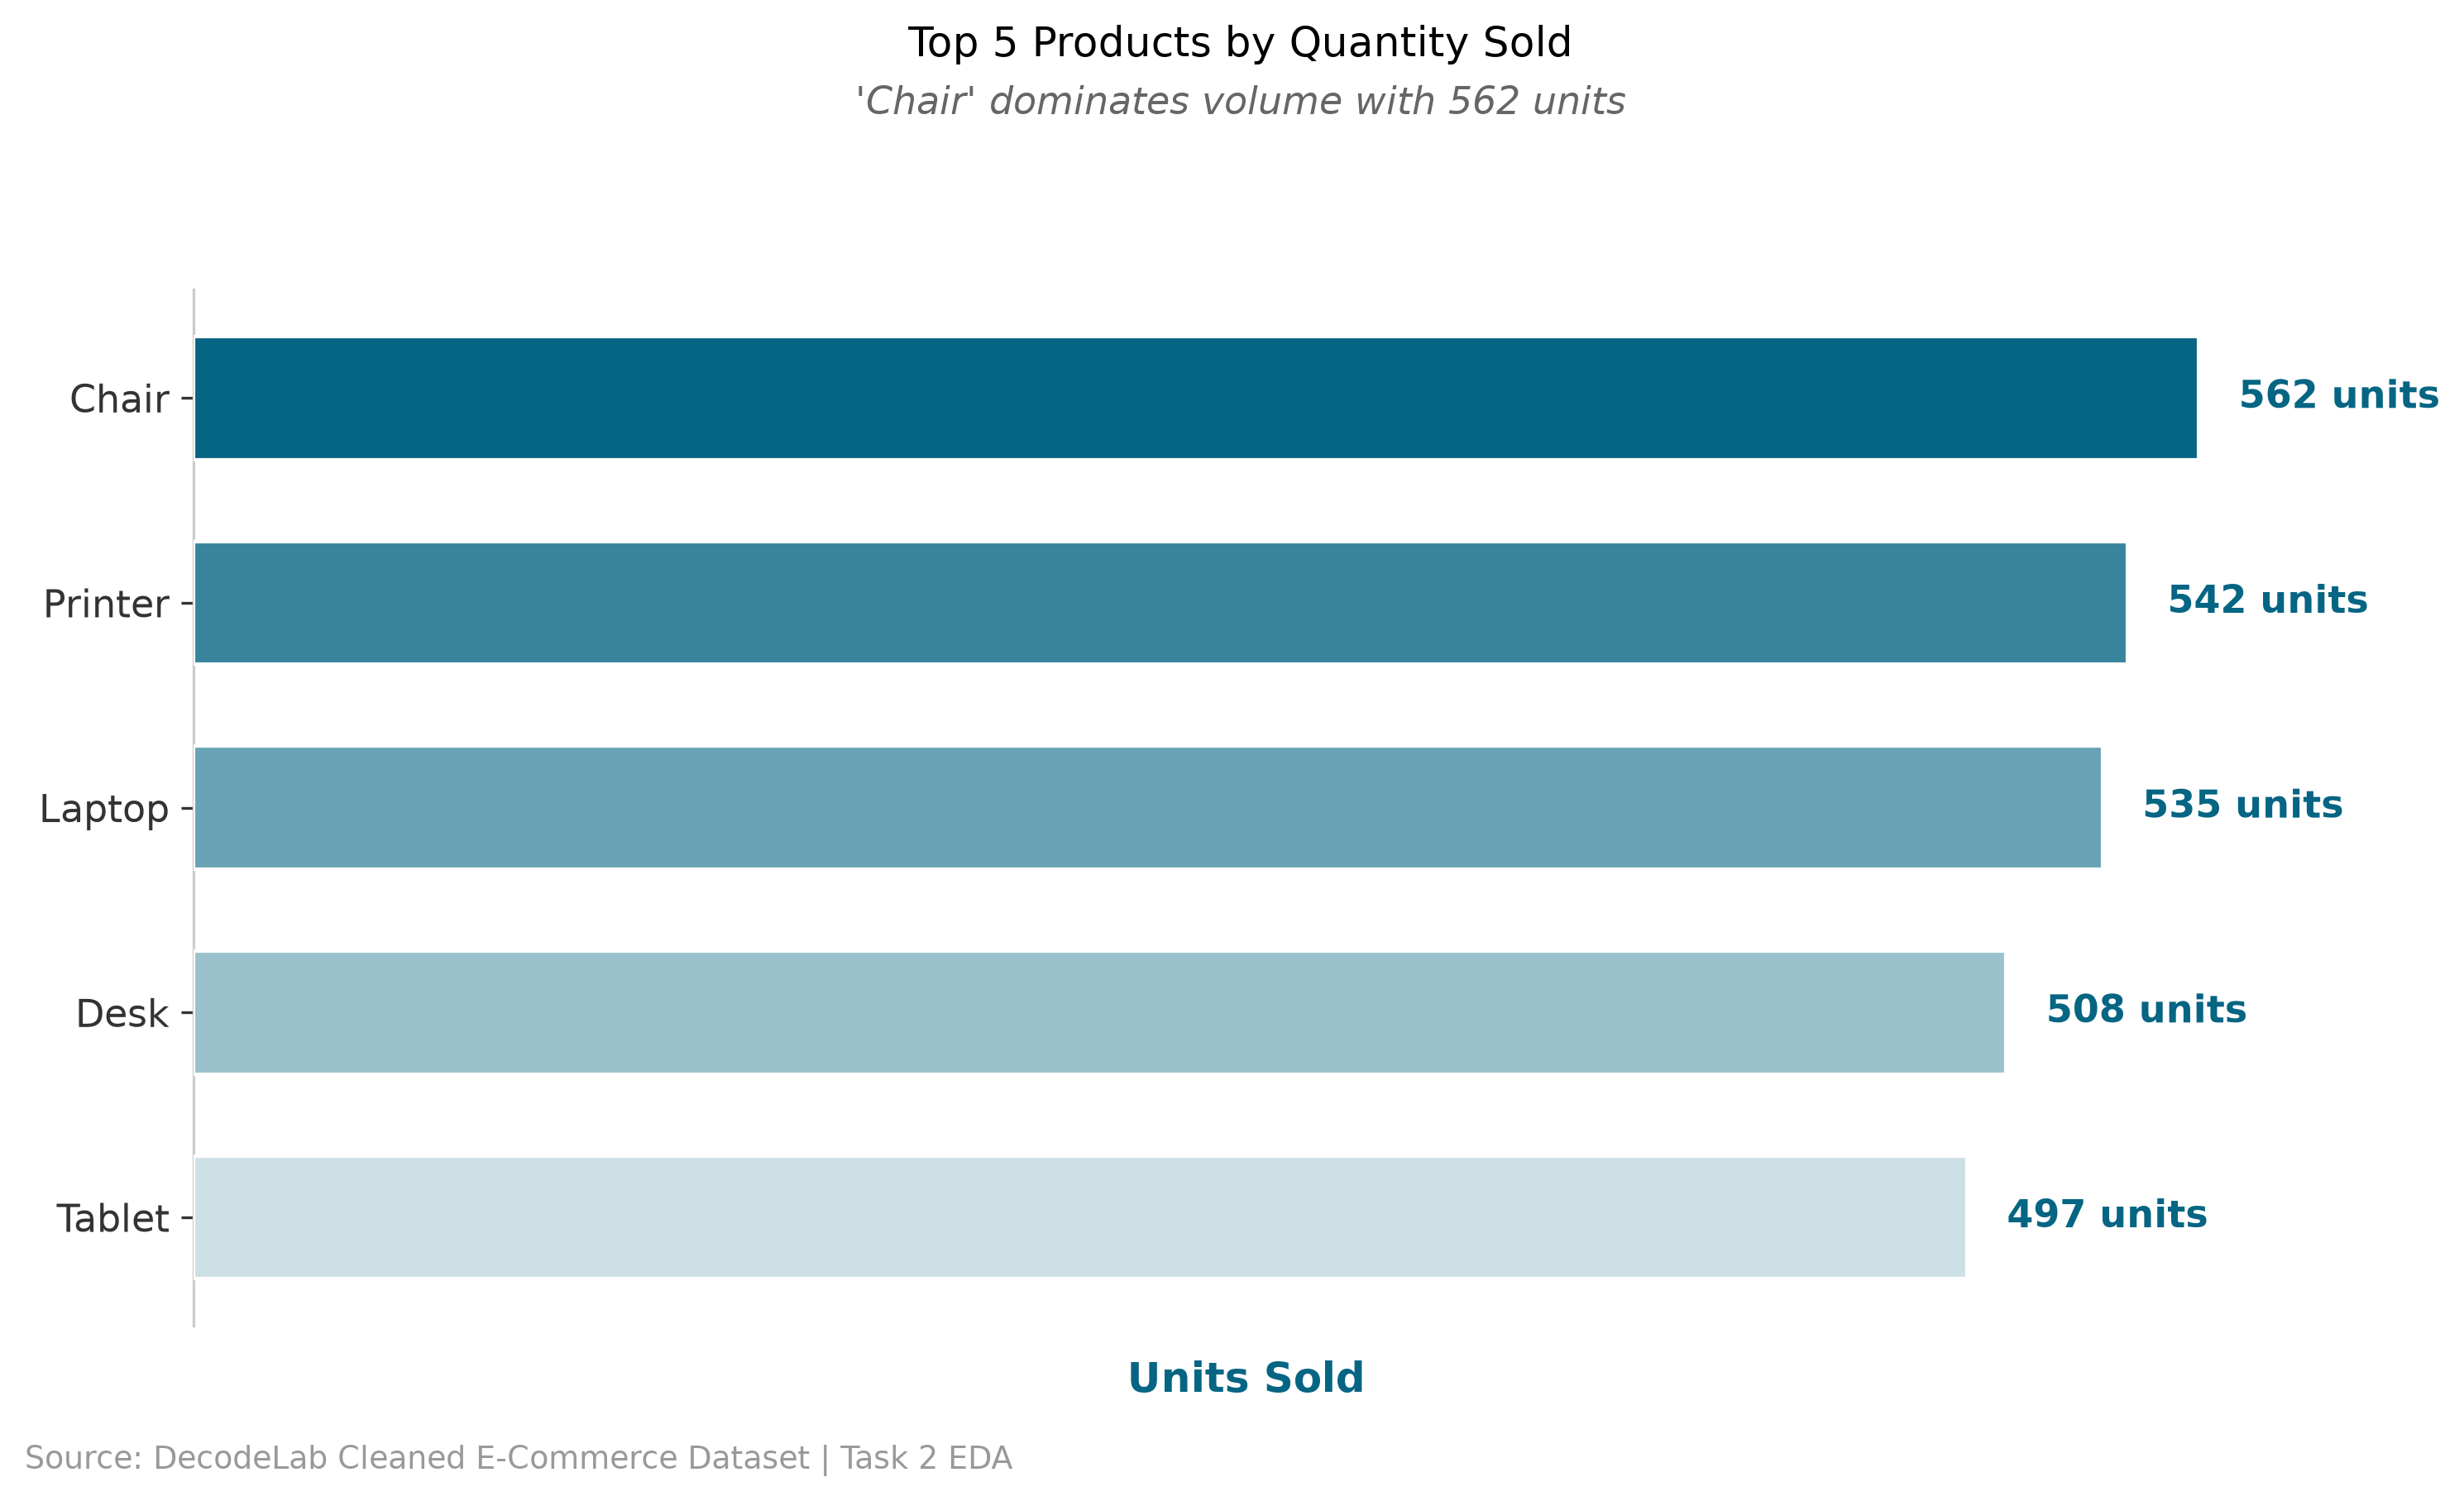 Top 5 Products by Quantity Sold
'Chair' dominates volume with 562 units
Chair 562 units
Printer 542 units
Laptop 535 units
Desk 508 units
Tablet 497 units
Units Sold
Source: DecodeLab Cleaned E-Commerce Dataset | Task 2 EDA